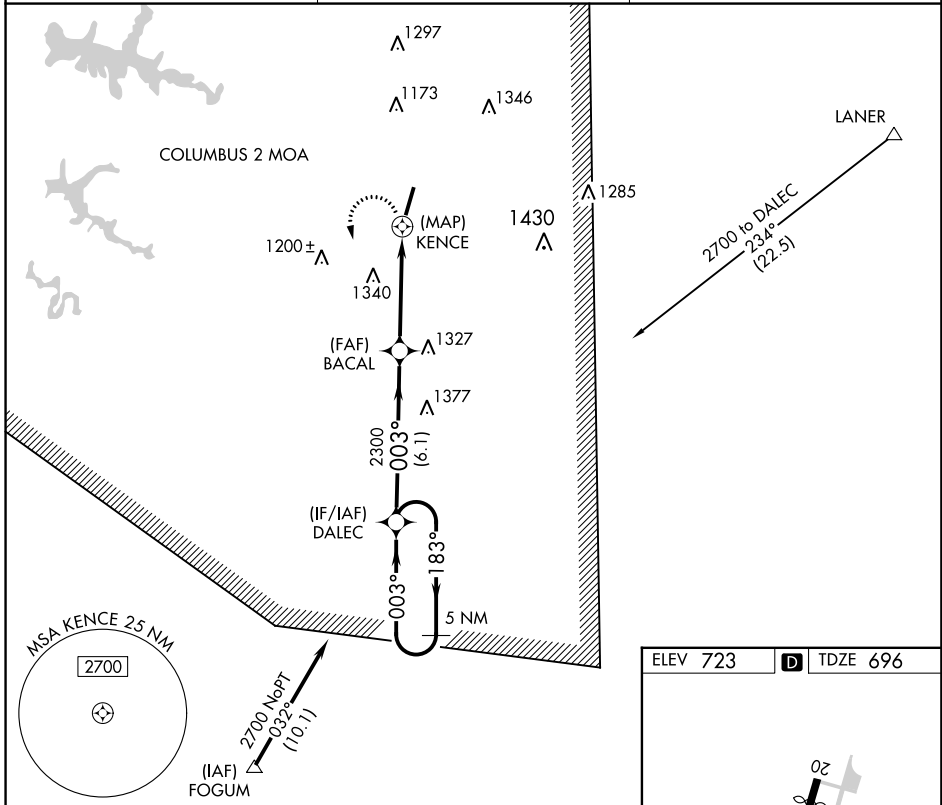 1297
1173
1346
LANER
COLUMBUS 2 MOA
1285
(MAP)
KENCE
1430
2700 to DALEC
234°
(22.5)
1200±
1340
(FAF)
BACAL
1327
1377
2300
003°
(6.1)
(IF/IAF)
DALEC
183°
003°
5 NM
MSA KENCE 25 NM
2700
2700 NoPT
032°
(10.1)
(IAF)
FOGUM
ELEV 723
D
TDZE 696
20